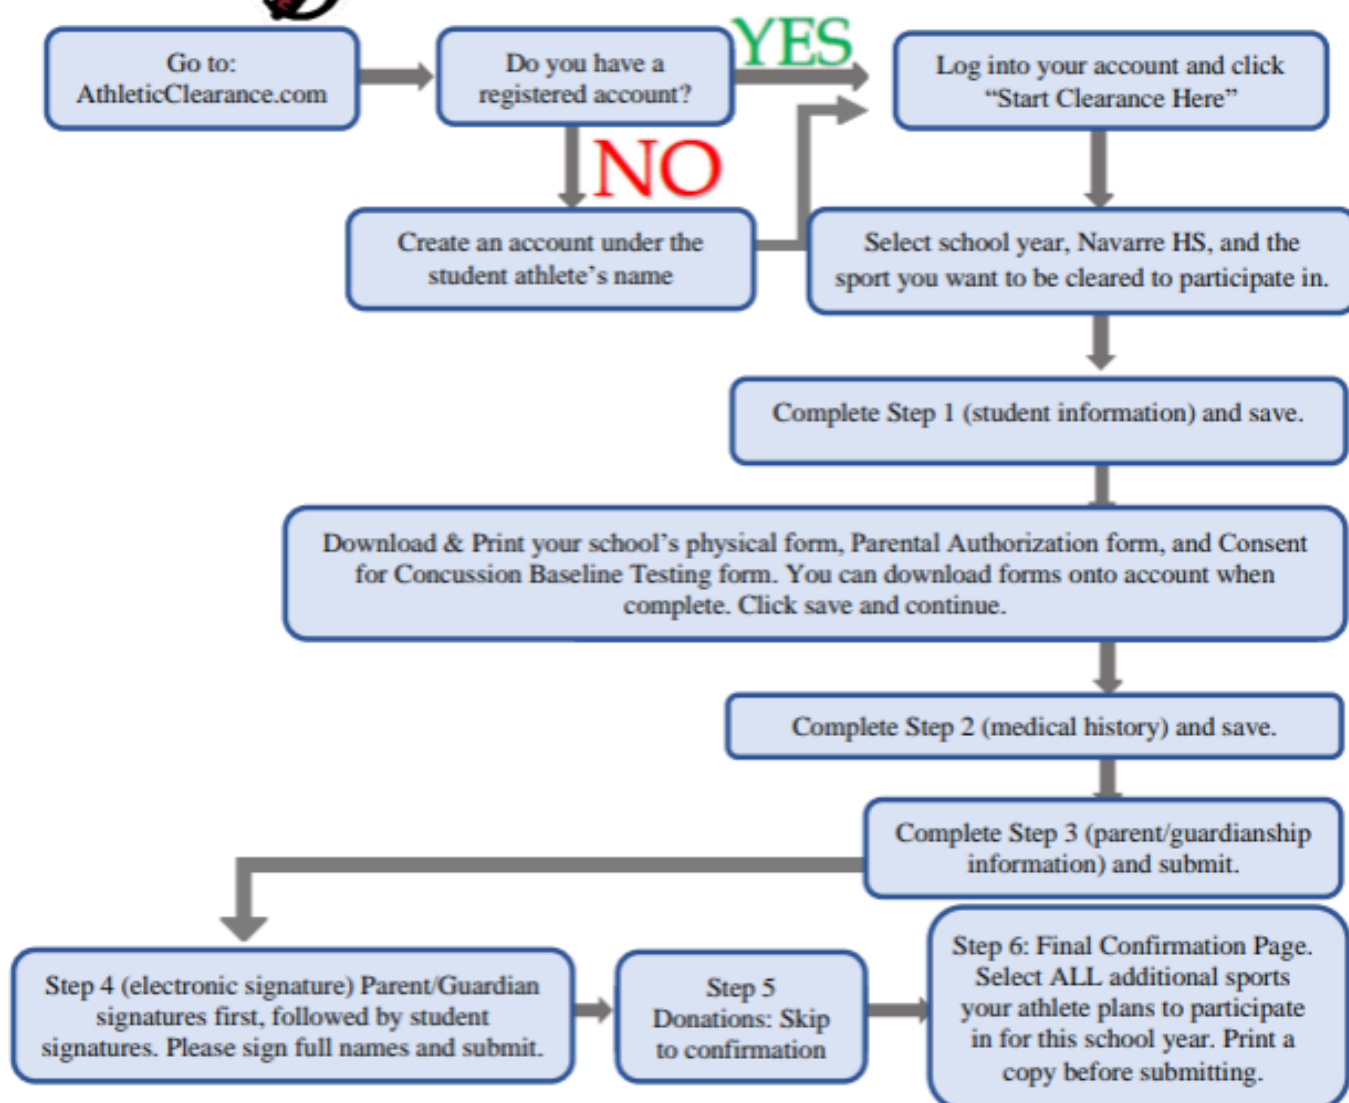 Go to:
AthleticClearance.com
Do you have a
registered account?
YES
Log into your account and click
“Start Clearance Here”
NO
Create an account under the
student athlete’s name
Select school year, Navarre HS, and the
sport you want to be cleared to participate in.
Complete Step 1 (student information) and save.
Download & Print your school’s physical form, Parental Authorization form, and Consent
for Concussion Baseline Testing form. You can download forms onto account when
complete. Click save and continue.
Complete Step 2 (medical history) and save.
Complete Step 3 (parent/guardianship
information) and submit.
Step 4 (electronic signature) Parent/Guardian
signatures first, followed by student
signatures. Please sign full names and submit.
Step 5
Donations: Skip
to confirmation
Step 6: Final Confirmation Page.
Select ALL additional sports
your athlete plans to participate
in for this school year. Print a
copy before submitting.